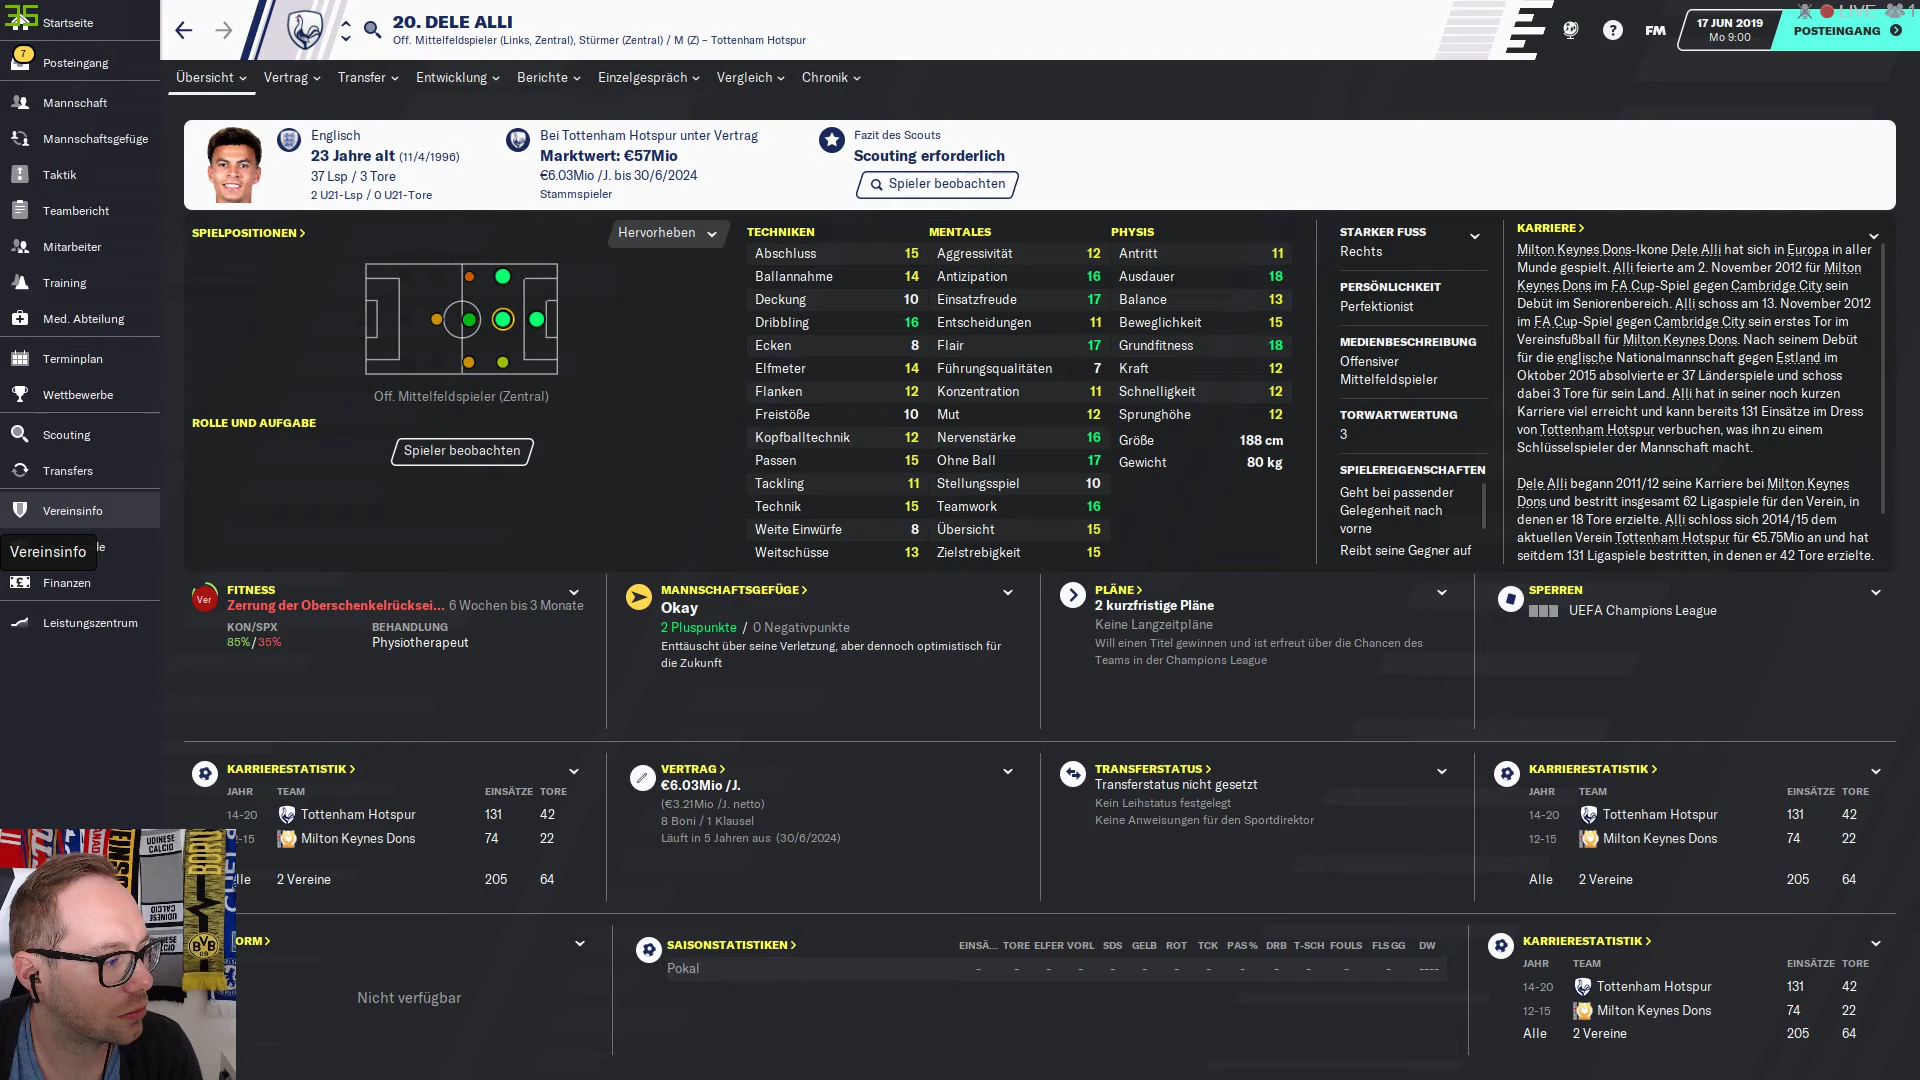 Startseite
7
Posteingang
Mannschaft
Mannschaftsgefüge
Taktik
Teambericht
Mitarbeiter
Training
Med. Abteilung
Terminplan
Wettbewerbe
Scouting
Transfers
Vereinsinfo
Vereinsinfo
Finanzen
Leistungszentrum
20. DELE ALLI
Off. Mittelfeldspieler (Links, Zentral), Stürmer (Zentral) / M (Z) – Tottenham Hotspur
FM
17 JUN 2019
Mo 9:00
LIVE 1
POSTEINGANG
Übersicht Vertrag Transfer Entwicklung Berichte Einzelgespräch Vergleich Chronik
Englisch
23 Jahre alt (11/4/1996)
37 Lsp / 3 Tore
2 U21-Lsp / 0 U21-Tore
Bei Tottenham Hotspur unter Vertrag
Marktwert: €57Mio
€6.03Mio /J. bis 30/6/2024
Stammspieler
Fazit des Scouts
Scouting erforderlich
Spieler beobachten
SPIELPOSITIONEN >
Hervorheben
Off. Mittelfeldspieler (Zentral)
ROLLE UND AUFGABE
Spieler beobachten
TECHNIKEN
Abschluss 15
Ballannahme 14
Deckung 10
Dribbling 16
Ecken 8
Elfmeter 14
Flanken 12
Freistöße 10
Kopfballtechnik 12
Passen 15
Tackling 11
Technik 15
Weite Einwürfe 8
Weitschüsse 13
MENTALES
Aggressivität 12
Antizipation 16
Einsatzfreude 17
Entscheidungen 11
Flair 17
Führungsqualitäten 7
Konzentration 11
Mut 12
Nervenstärke 16
Ohne Ball 17
Stellungsspiel 10
Teamwork 16
Übersicht 15
Zielstrebigkeit 15
PHYSIS
Antritt 11
Ausdauer 18
Balance 13
Beweglichkeit 15
Grundfitness 18
Kraft 12
Schnelligkeit 12
Sprunghöhe 12
Größe 188 cm
Gewicht 80 kg
STARKER FUSS
Rechts
PERSÖNLICHKEIT
Perfektionist
MEDIENBESCHREIBUNG
Offensiver
Mittelfeldspieler
TORWARTWERTUNG
3
SPIELEREIGENSCHAFTEN
Geht bei passender
Gelegenheit nach
vorne
Reibt seine Gegner auf
KARRIERE >
Milton Keynes Dons-Ikone Dele Alli hat sich in Europa in aller
Munde gespielt. Alli feierte am 2. November 2012 für Milton
Keynes Dons im FA Cup-Spiel gegen Cambridge City sein
Debüt im Seniorenbereich. Alli schoss am 13. November 2012
im FA Cup-Spiel gegen Cambridge City sein erstes Tor im
Vereinsfußball für Milton Keynes Dons. Nach seinem Debüt
für die englische Nationalmannschaft gegen Estland im
Oktober 2015 absolvierte er 37 Länderspiele und schoss
dabei 3 Tore für sein Land. Alli hat in seiner noch kurzen
Karriere viel erreicht und kann bereits 131 Einsätze im Dress
von Tottenham Hotspur verbuchen, was ihn zu einem
Schlüsselspieler der Mannschaft macht.
Dele Alli begann 2011/12 seine Karriere bei Milton Keynes
Dons und bestritt insgesamt 62 Ligaspiele für den Verein, in
denen er 18 Tore erzielte. Alli schloss sich 2014/15 dem
aktuellen Verein Tottenham Hotspur für €5.75Mio an und hat
seitdem 131 Ligaspiele bestritten, in denen er 42 Tore erzielte.
Ver
FITNESS
Zerrung der Oberschenkelrücksei... 6 Wochen bis 3 Monate
KON/SPX BEHANDLUNG
85%/35% Physiotherapeut
MANNSCHAFTSGEFÜGE >
Okay
2 Pluspunkte / 0 Negativpunkte
Enttäuscht über seine Verletzung, aber dennoch optimistisch für
die Zukunft
PLÄNE >
2 kurzfristige Pläne
Keine Langzeitpläne
Will einen Titel gewinnen und ist erfreut über die Chancen des
Teams in der Champions League
SPERREN
UEFA Champions League
KARRIERESTATISTIK >
JAHR TEAM EINSÄTZE TORE
14-20 Tottenham Hotspur 131 42
-15 Milton Keynes Dons 74 22
lle 2 Vereine 205 64
VERTRAG >
€6.03Mio /J.
(€3.21Mio /J. netto)
8 Boni / 1 Klausel
Läuft in 5 Jahren aus (30/6/2024)
TRANSFERSTATUS >
Transferstatus nicht gesetzt
Kein Leihstatus festgelegt
Keine Anweisungen für den Sportdirektor
KARRIERESTATISTIK >
JAHR TEAM EINSÄTZE TORE
14-20 Tottenham Hotspur 131 42
12-15 Milton Keynes Dons 74 22
Alle 2 Vereine 205 64
ORM >
Nicht verfügbar
SAISONSTATISTIKEN > EINSÄ... TORE ELFER VORL SDS GELB ROT TCK PAS % DRB T-SCH FOULS FLS GG DW
Pokal - - - - - - - - - - - - - ----
KARRIERESTATISTIK >
JAHR TEAM EINSÄTZE TORE
14-20 Tottenham Hotspur 131 42
12-15 Milton Keynes Dons 74 22
Alle 2 Vereine 205 64
UDINESE
CALCIO
BVB
09